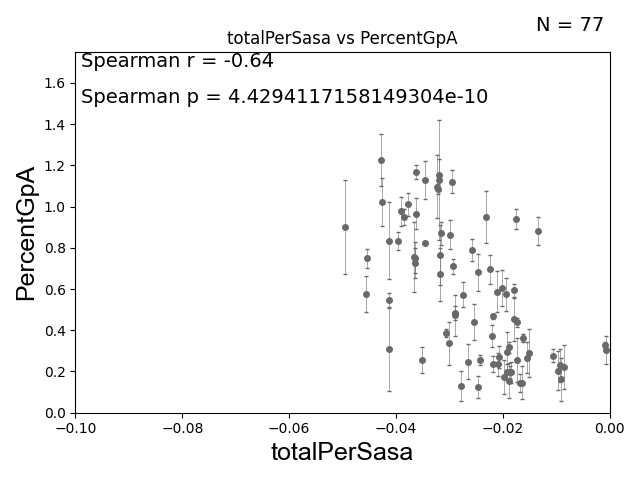 N = 77
totalPerSasa vs PercentGpA
Spearman r = -0.64
Spearman p = 4.4294117158149304e-10
PercentGpA
1.6
1.4
1.2
1.0
0.8
0.6
0.4
0.2
0.0
−0.10 −0.08 −0.06 −0.04 −0.02 0.00
totalPerSasa